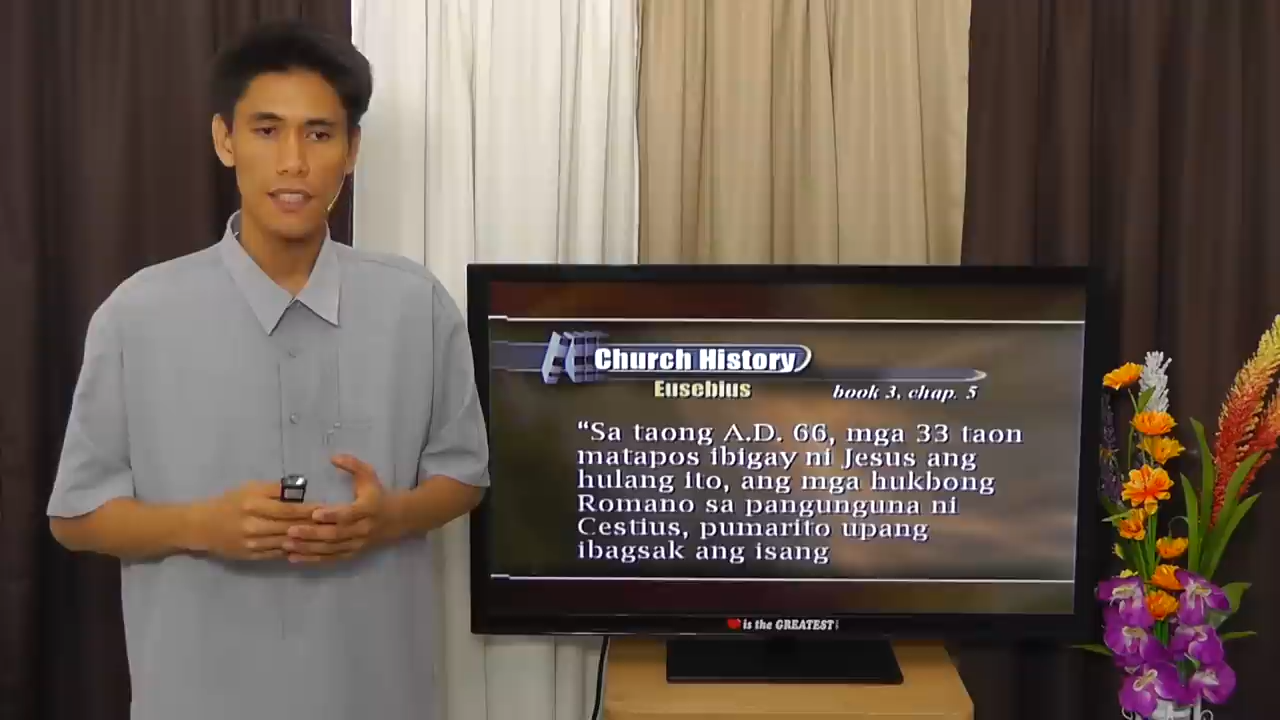 Church History
Eusebius
book 3, chap. 5
“Sa taong A.D. 66, mga 33 taon
matapos ibigay ni Jesus ang
hulang ito, ang mga hukbong
Romano sa pangunguna ni
Cestius, pumarito upang
ibagsak ang isang
is the GREATEST!